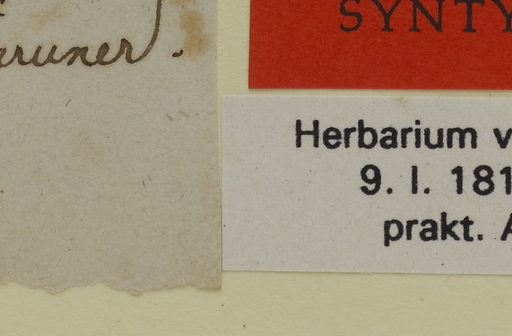 SYNTY
Herbarium v
9. I. 181
prakt. A